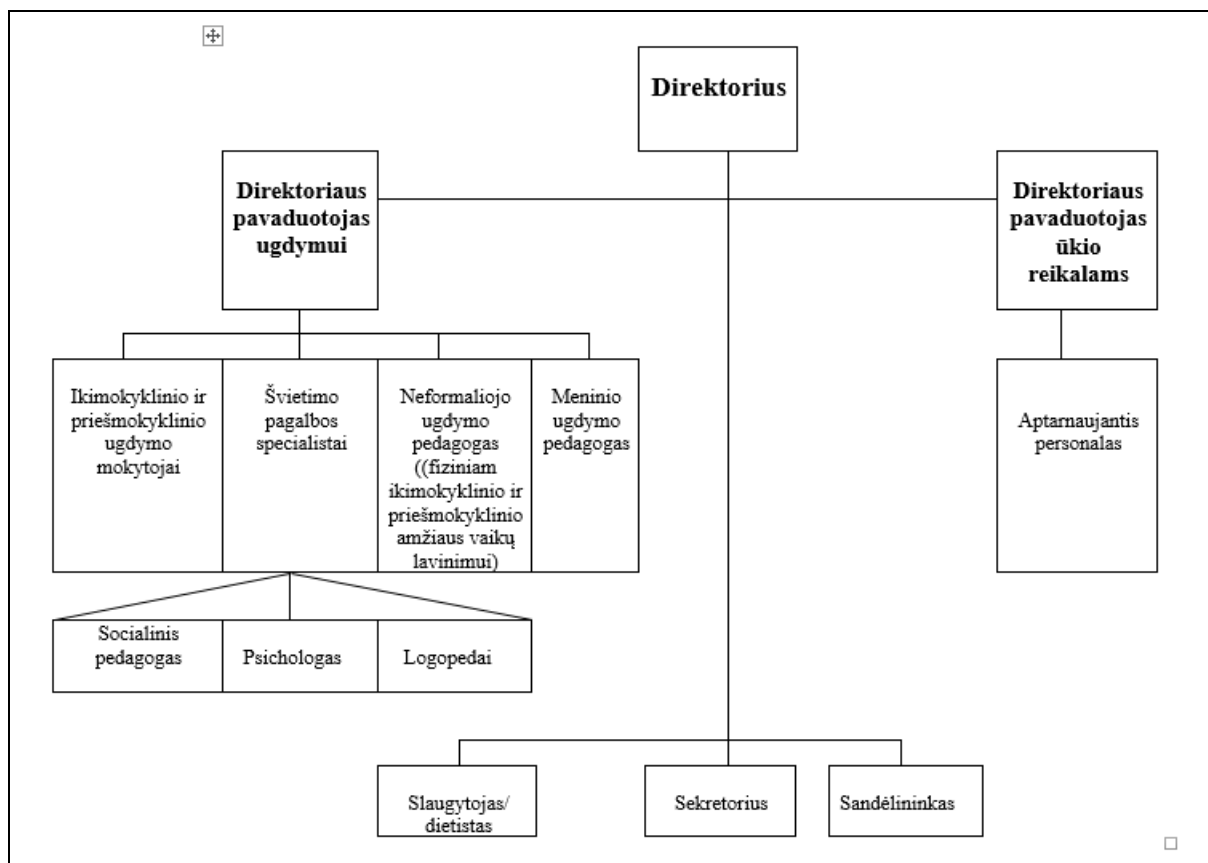 Direktorius
Direktoriaus
pavaduotojas
ugdymui
Direktoriaus
pavaduotojas
ūkio
reikalams
Ikimokyklinio ir
priešmokyklinio
ugdymo
mokytojai
Švietimo
pagalbos
specialistai
Neformaliojo
ugdymo
pedagogas
((fiziniam
ikimokyklinio ir
priešmokyklinio
amžiaus vaikų
lavinimui)
Meninio
ugdymo
pedagogas
Aptarnaujantis
personalas
Socialinis
pedagogas
Psichologas
Logopedai
Slaugytojas/
dietistas
Sekretorius
Sandėlininkas